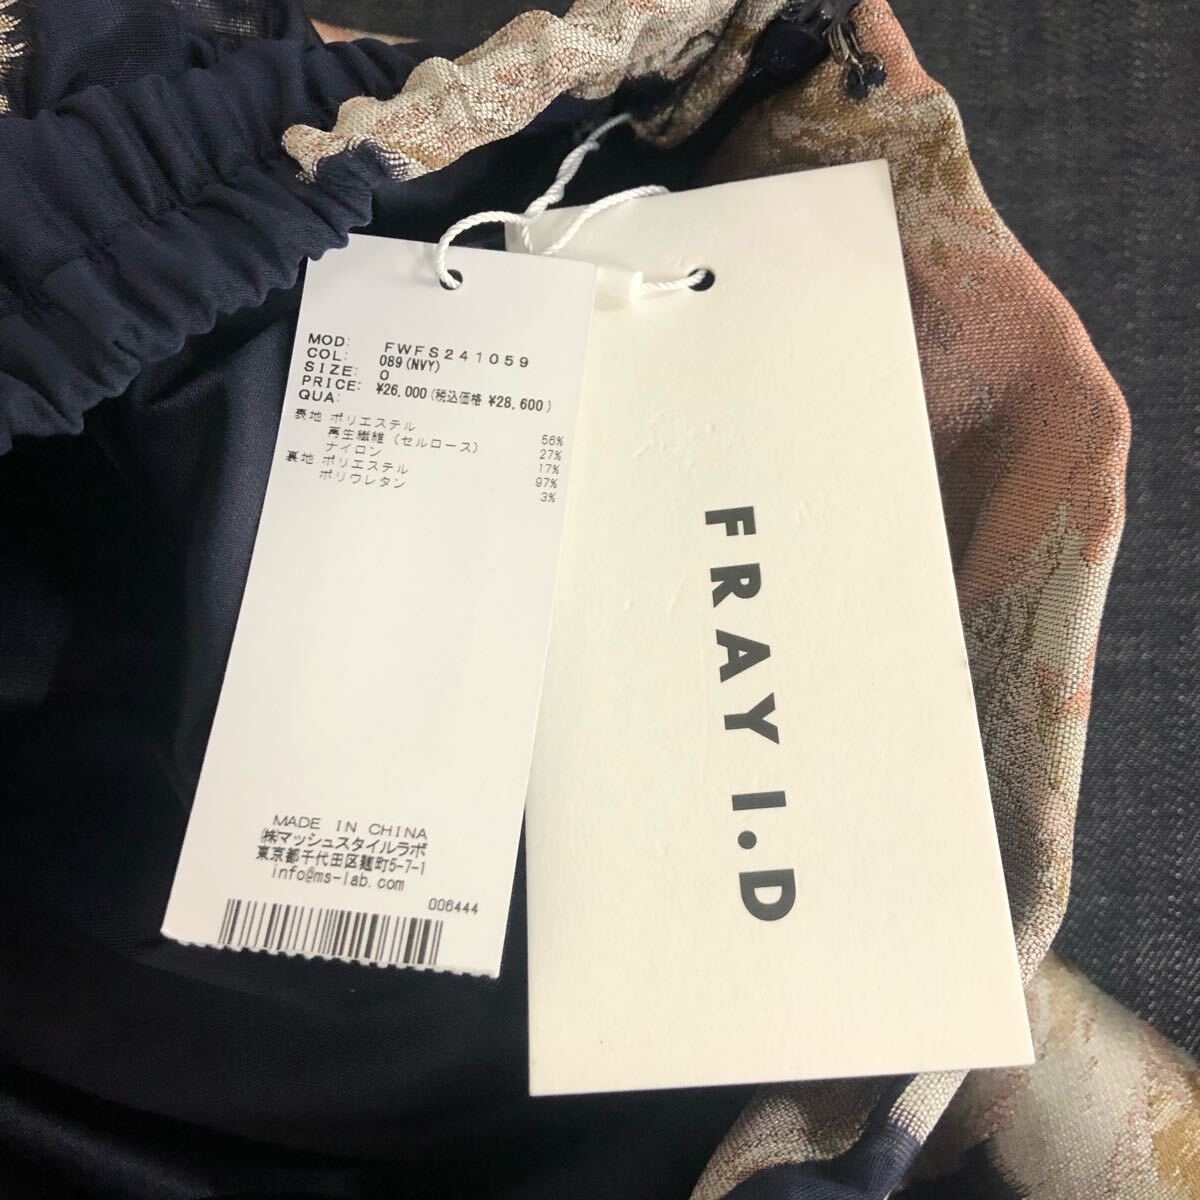 MOD: FWFS241059
COL: 089(NVY)
SIZE: 0
PRICE: ¥26,000(税込価格 ¥28,600)
QUA:
表地 ポリエステル 56%
再生繊維(セルロース) 27%
ナイロン 17%
裏地 ポリエステル 97%
ポリウレタン 3%
MADE IN CHINA
(株)マッシュスタイルラボ
東京都千代田区麹町5-7-1
info@ms-lab.com
006444
FRAY I.D